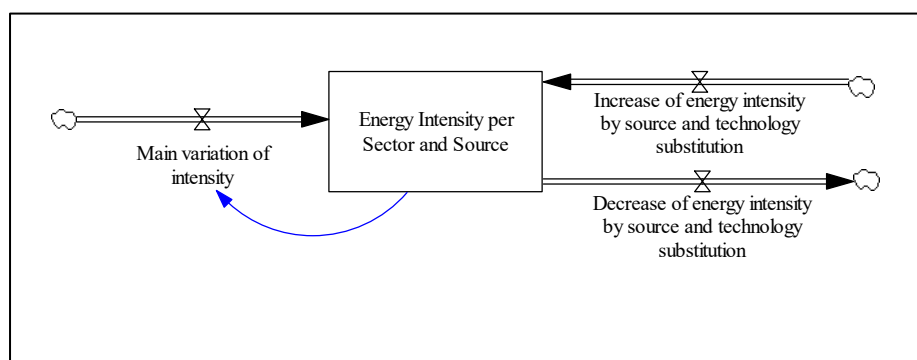 Energy Intensity per
Sector and Source
Main variation of
intensity
Increase of energy intensity
by source and technology
substitution
Decrease of energy intensity
by source and technology
substitution